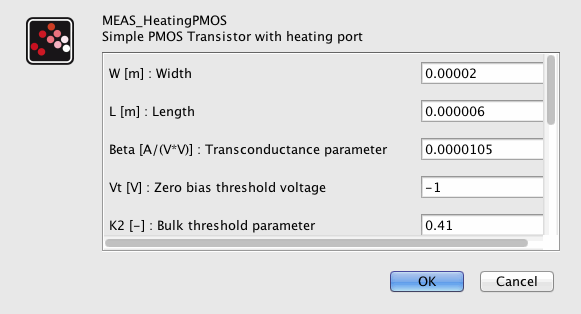 MEAS_HeatingPMOS
Simple PMOS Transistor with heating port
W [m] : Width 0.00002
L [m] : Length 0.000006
Beta [A/(V*V)] : Transconductance parameter 0.0000105
Vt [V] : Zero bias threshold voltage -1
K2 [-] : Bulk threshold parameter 0.41
OK Cancel